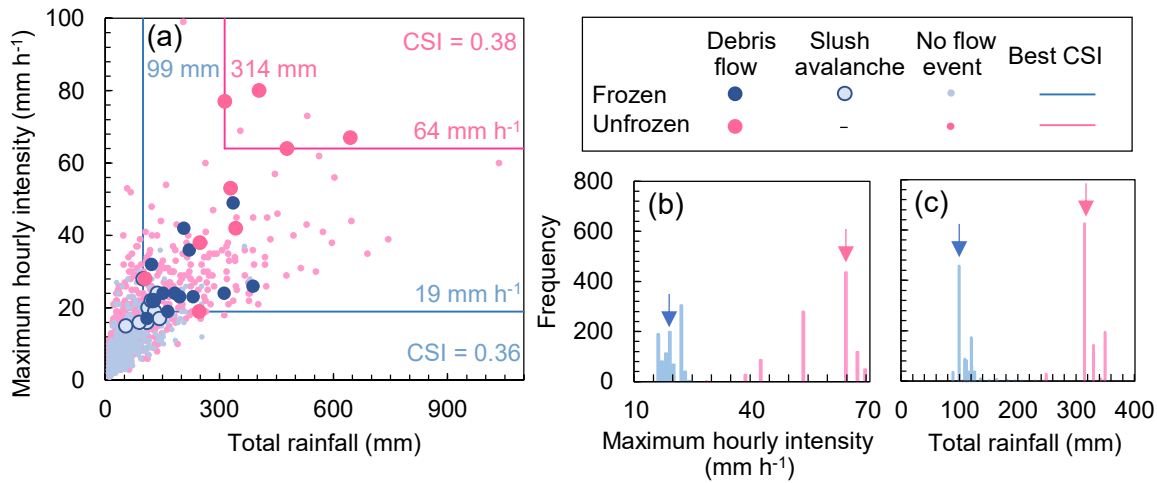 (a)
Maximum hourly intensity (mm h-1)
100
80
60
40
20
0
99 mm
314 mm
CSI = 0.38
64 mm h-1
19 mm h-1
CSI = 0.36
0
300
600
900
Total rainfall (mm)
Debris flow
Slush avalanche
No flow event
Best CSI
Frozen
Unfrozen
–
(b)
Frequency
800
600
400
200
0
10
40
70
Maximum hourly intensity
(mm h-1)
(c)
0
100
200
300
400
Total rainfall (mm)